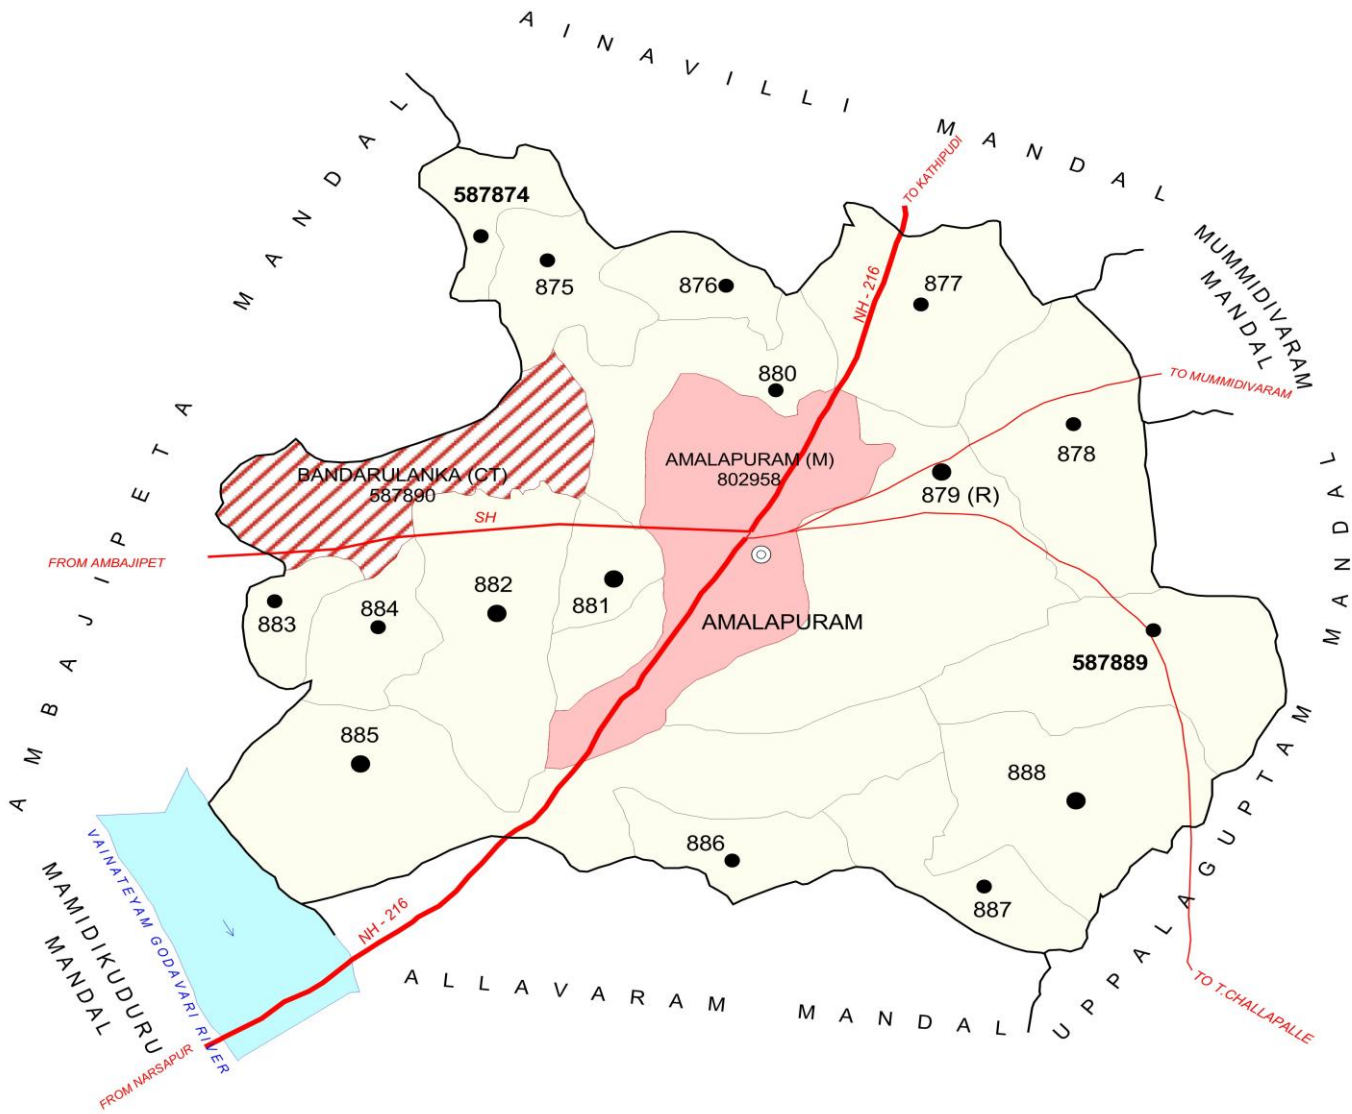 AINAVILLI MANDAL
TO KATHIPUDI
MUMMIDIVARAM
MANDAL
AMBAJIPETA MANDAL
587874
875
876
NH - 216
877
TO MUMMIDIVARAM
880
878
AMALAPURAM (M)
802958
BANDARULANKA (CT)
587890
879 (R)
SH
FROM AMBAJIPET
882
881
884
883
AMALAPURAM
587889
885
888
886
887
UPPALAGUPTAM MANDAL
VAINATEYAM GODAVARI RIVER
MAMIDIKUDURU
MANDAL
NH - 216
ALLAVARAM MANDAL
TO T.CHALLAPALLE
FROM NARSAPUR